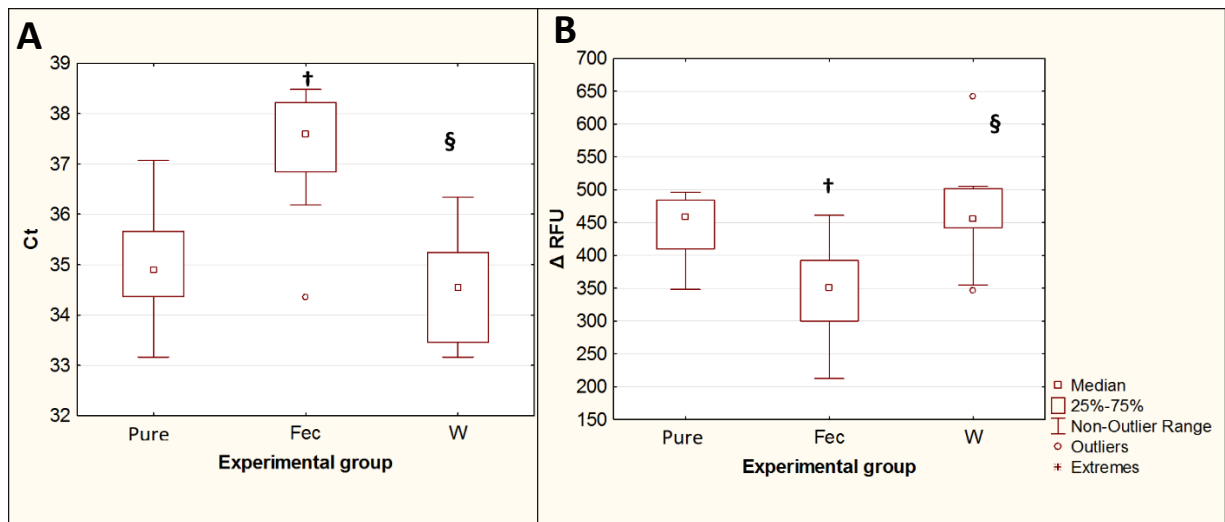 A
39
38
37
36
35
34
33
32
Ct
†
§
Pure Fec W
Experimental group
B
700
650
600
550
500
450
400
350
300
250
200
150
Δ RFU
†
§
Pure Fec W
Experimental group
Median
25%-75%
Non-Outlier Range
Outliers
Extremes